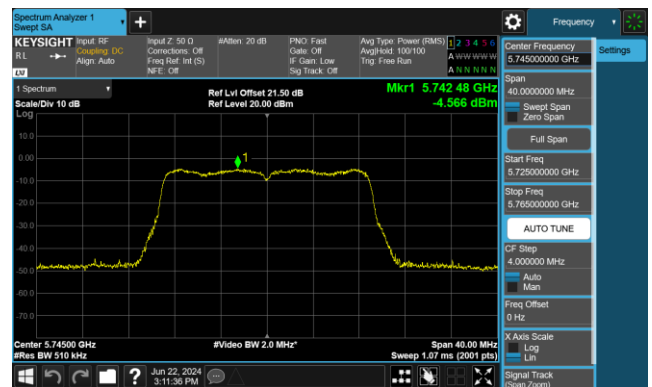 Spectrum Analyzer 1
Swept SA
+
Frequency
KEYSIGHT
Input: RF
Coupling: DC
Align: Auto
Input Z: 50 Ω
Corrections: Off
Freq Ref: Int (S)
NFE: Off
#Atten: 20 dB
PNO: Fast
Gate: Off
IF Gain: Low
Sig Track: Off
Avg Type: Power (RMS)
Avg|Hold: 100/100
Trig: Free Run
1 2 3 4 5 6
A W W W W W
A N N N N N
R L
LXI
1 Spectrum
Scale/Div 10 dB
Log
Ref Lvl Offset 21.50 dB
Ref Level 20.00 dBm
Mkr1 5.742 48 GHz
-4.566 dBm
10.0
0.00
-10.0
-20.0
-30.0
-40.0
-50.0
-60.0
-70.0
1
Center 5.74500 GHz
#Res BW 510 kHz
#Video BW 2.0 MHz*
Span 40.00 MHz
Sweep 1.07 ms (2001 pts)
Center Frequency
5.745000000 GHz
Settings
Span
40.0000000 MHz
Swept Span
Zero Span
Full Span
Start Freq
5.725000000 GHz
Stop Freq
5.765000000 GHz
AUTO TUNE
CF Step
4.000000 MHz
Auto
Man
Freq Offset
0 Hz
X Axis Scale
Log
Lin
Signal Track
(Span Zoom)
?
Jun 22, 2024
3:11:36 PM